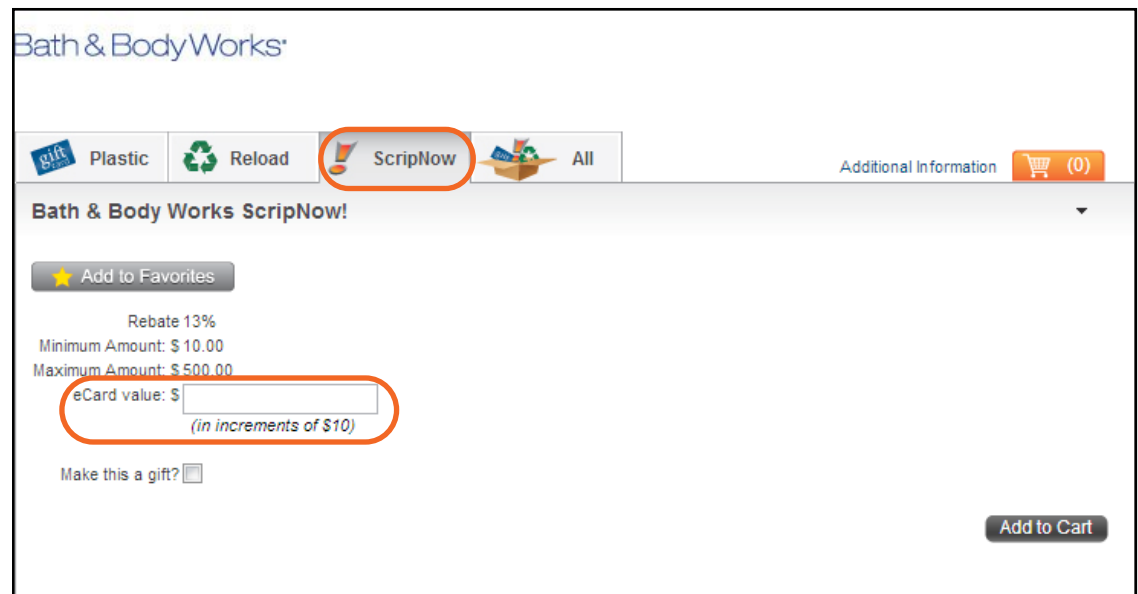 Bath & Body Works
gift card Plastic Reload ScripNow All
Additional Information (0)
Bath & Body Works ScripNow!
Add to Favorites
Rebate 13%
Minimum Amount: $ 10.00
Maximum Amount: $ 500.00
eCard value: $
(in increments of $10)
Make this a gift?
Add to Cart